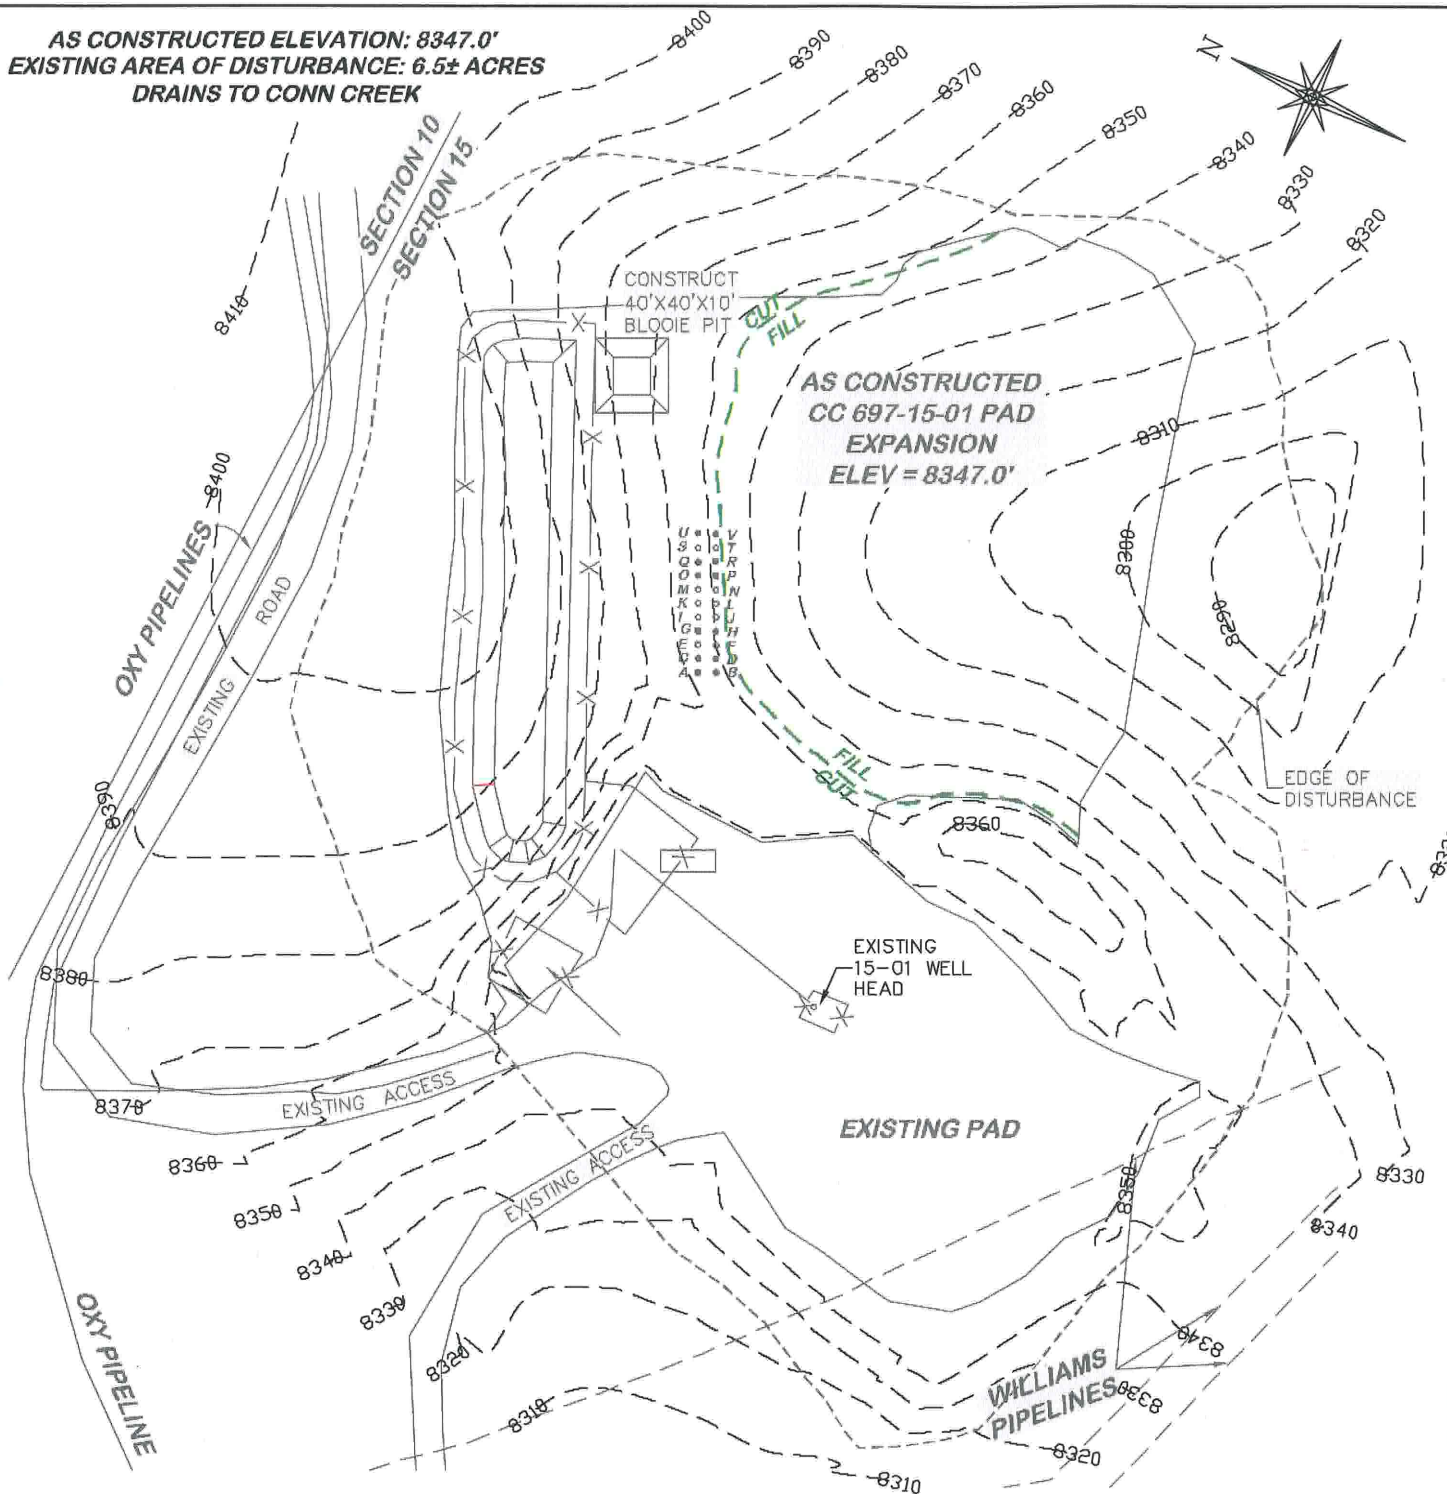 AS CONSTRUCTED ELEVATION: 8347.0'
EXISTING AREA OF DISTURBANCE: 6.5± ACRES
DRAINS TO CONN CREEK
8400
8390
8380
8370
8360
8350
8340
8330
8320
N
SECTION 10
SECTION 15
8410
CONSTRUCT
40'X40'X10'
BLOOIE PIT
CUT
FILL
AS CONSTRUCTED
CC 697-15-01 PAD
EXPANSION
ELEV = 8347.0'
8310
8400
OXY PIPELINES
EXISTING ROAD
8300
8290
U
S
Q
O
M
K
I
G
E
C
A
V
T
R
P
N
L
J
H
B
FILL
CUT
EDGE OF
DISTURBANCE
8390
8360
EXISTING
15-01 WELL
HEAD
8380
8370
EXISTING ACCESS
EXISTING PAD
EXISTING ACCESS
8360
8350
8340
8330
8320
8310
8350
8330
8340
8340
8330
WILLIAMS
PIPELINES
8320
8310
OXY PIPELINE